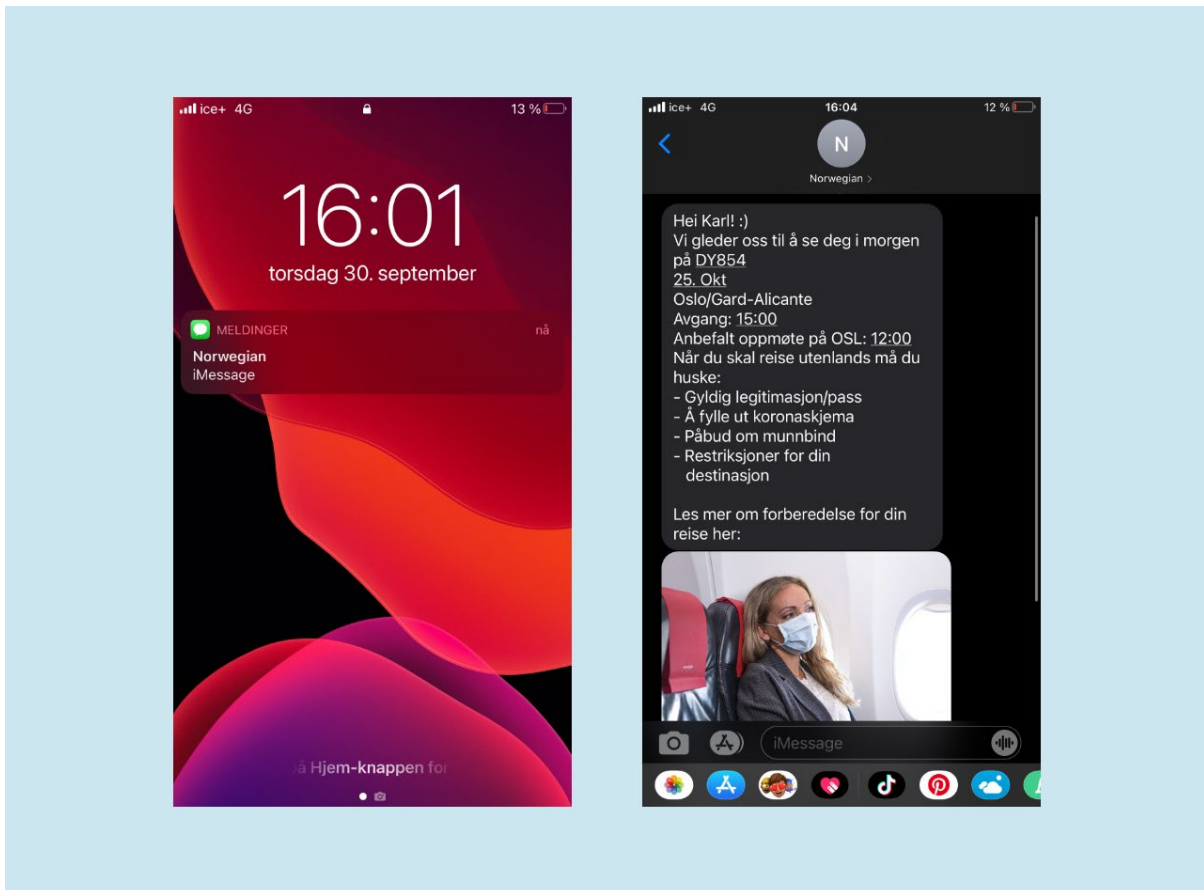 ice+ 4G
13 %
16:01
torsdag 30. september
MELDINGER
nå
Norwegian
iMessage
å Hjem-knappen for
ice+ 4G
16:04
12 %
N
Norwegian >
Hei Karl! :)
Vi gleder oss til å se deg i morgen
på DY854
25. Okt
Oslo/Gard-Alicante
Avgang: 15:00
Anbefalt oppmøte på OSL: 12:00
Når du skal reise utenlands må du
huske:
- Gyldig legitimasjon/pass
- Å fylle ut koronaskjema
- Påbud om munnbind
- Restriksjoner for din
destinasjon
Les mer om forberedelse for din
reise her:
iMessage